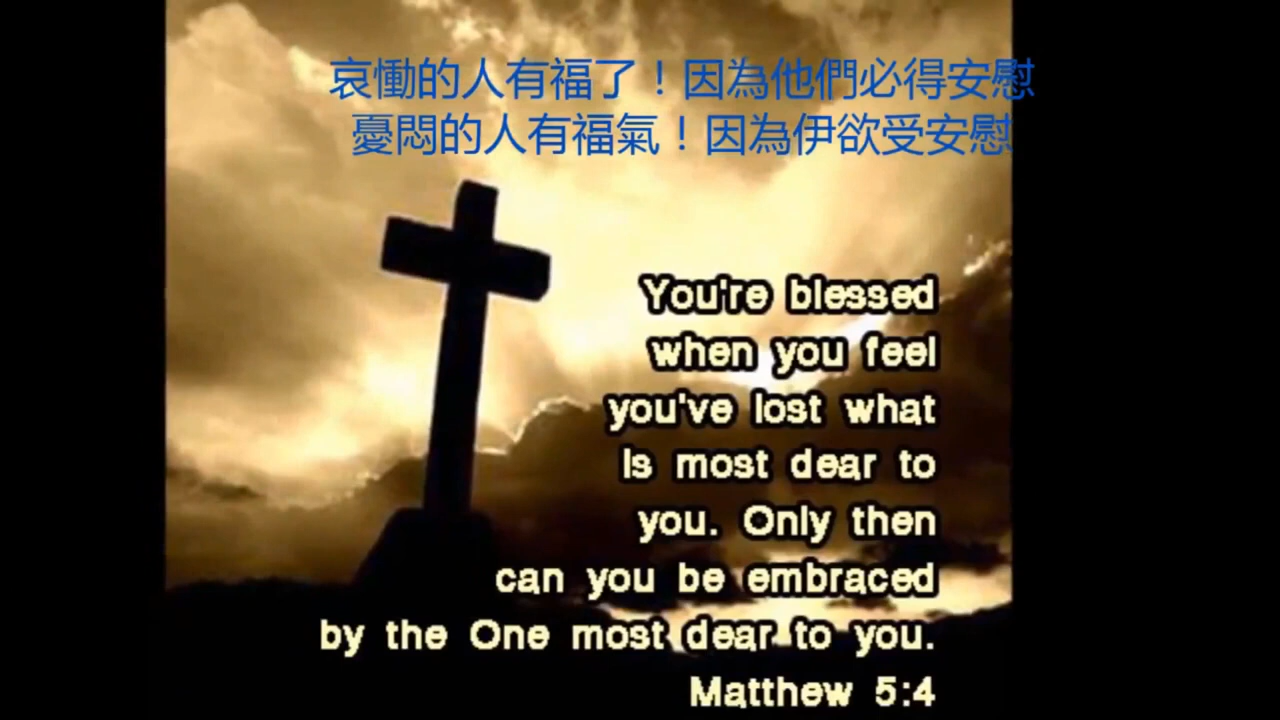 哀慟的人有福了！因為他們必得安慰
憂悶的人有福氣！因為伊欲受安慰
You're blessed
when you feel
you've lost what
is most dear to
you. Only then
can you be embraced
by the One most dear to you.
Matthew 5:4